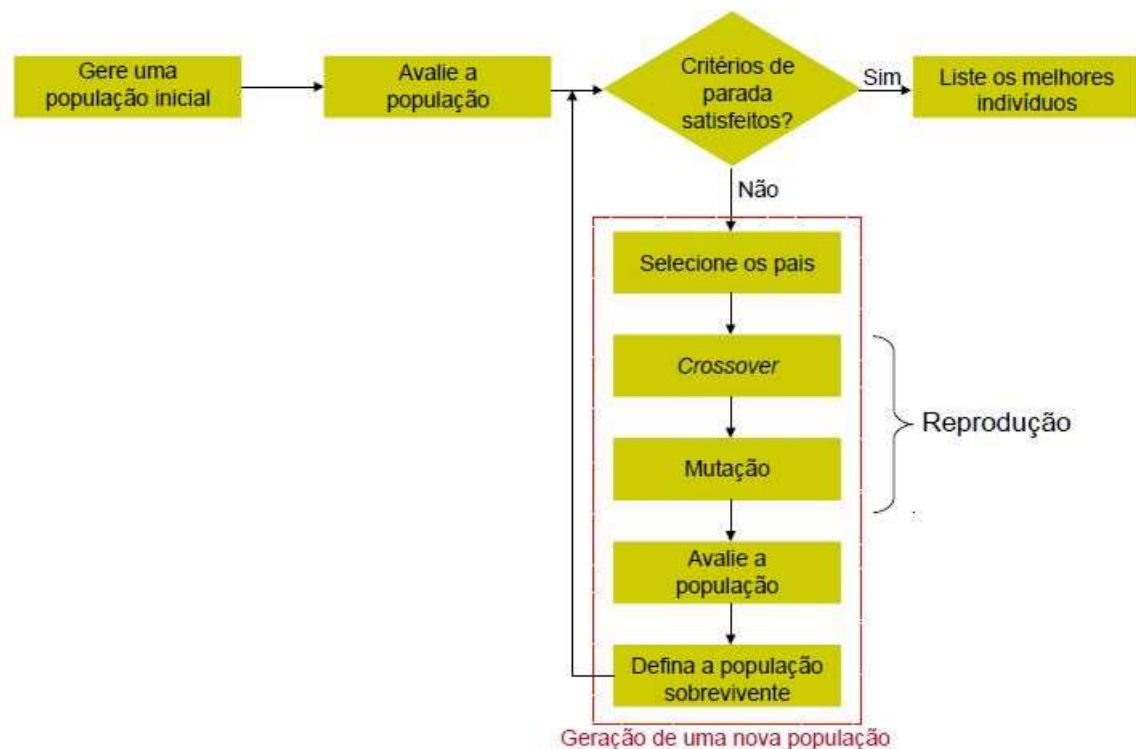 Gere uma
população inicial
Avalie a
população
Critérios de
parada
satisfeitos?
Sim
Liste os melhores
indivíduos
Não
Selecione os pais
Crossover
Reprodução
Mutação
Avalie a
população
Defina a população
sobrevivente
Geração de uma nova população